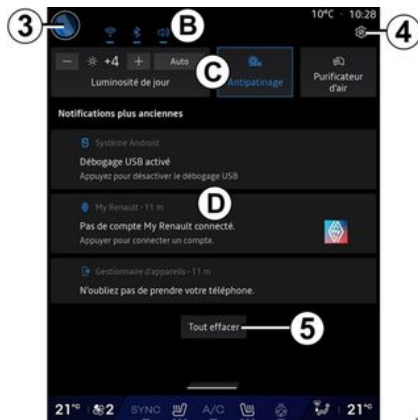 3
B
10°C - 10:28
4
− +4 + Auto
C
Luminosité de jour
Antipatinage
Purificateur
d'air
Notifications plus anciennes
Système Android
Débogage USB activé
Appuyez pour désactiver le débogage USB
My Renault • 11 m
D
Pas de compte My Renault connecté.
Appuyer pour connecter un compte.
Gestionnaire d'appareils • 11 m
N'oubliez pas de prendre votre téléphone.
Tout effacer
5
21°° 2 SYNC A/C 21°°